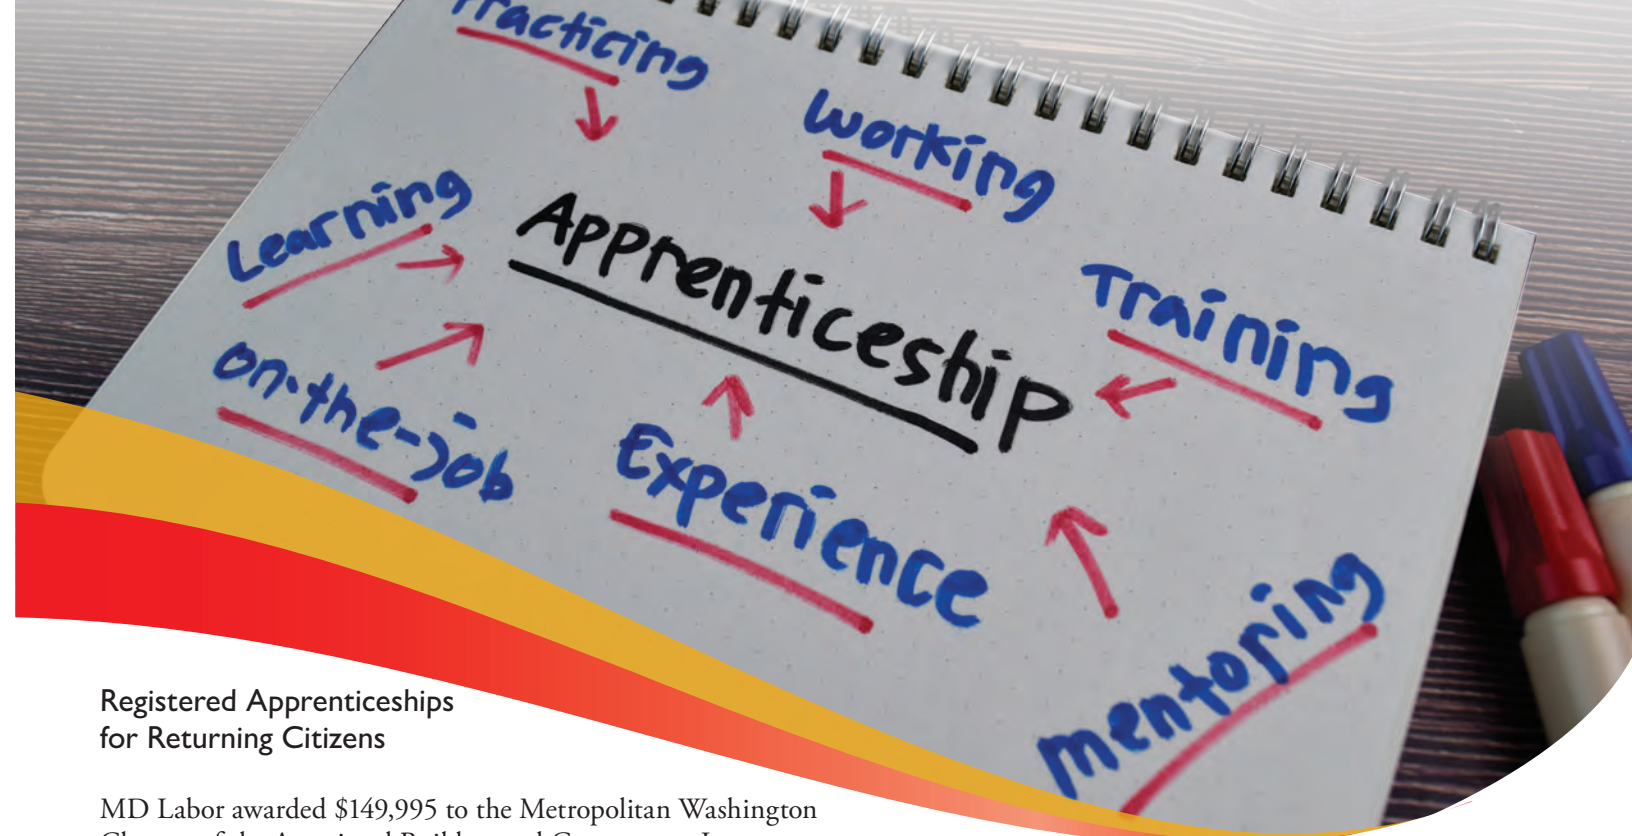 Practicing
working
Learning
Apprenticeship
Training
on-the-job
Experience
mentoring
Registered Apprenticeships
for Returning Citizens
MD Labor awarded $149,995 to the Metropolitan Washington